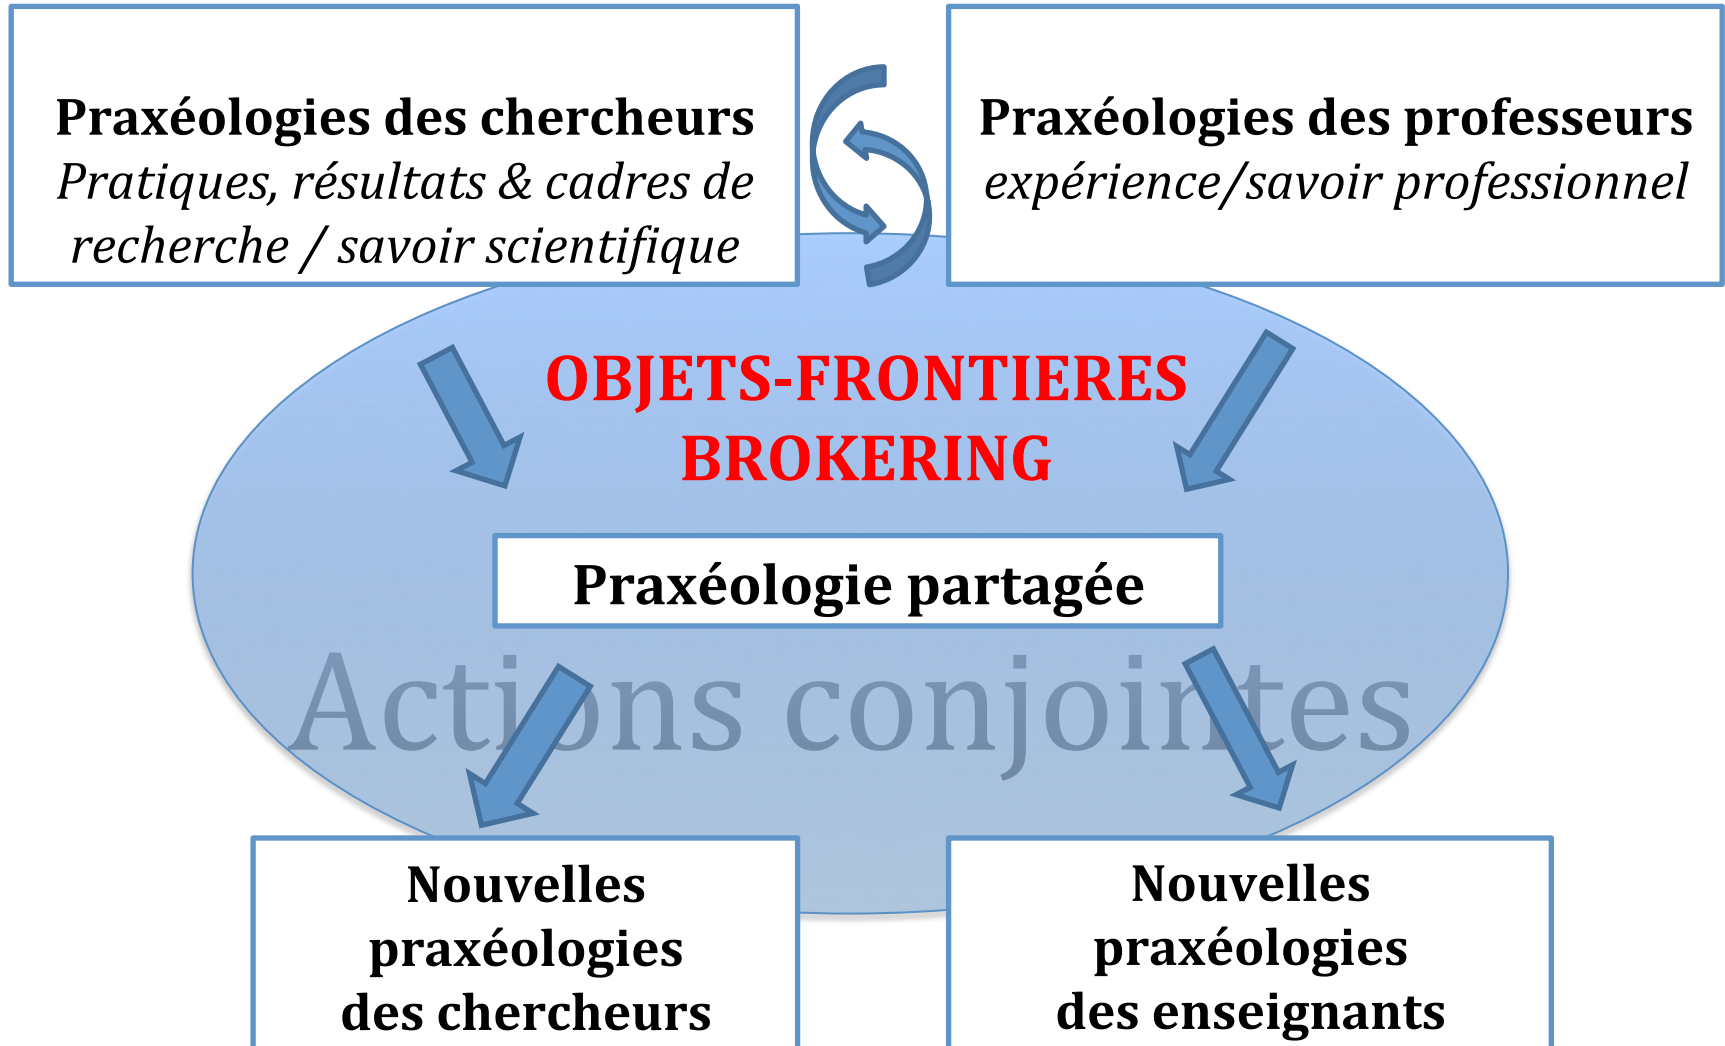 Praxéologies des chercheurs
Pratiques, résultats & cadres de
recherche / savoir scientifique
Praxéologies des professeurs
expérience/savoir professionnel
OBJETS-FRONTIERES
BROKERING
Praxéologie partagée
Actions conjointes
Nouvelles
praxéologies
des chercheurs
Nouvelles
praxéologies
des enseignants